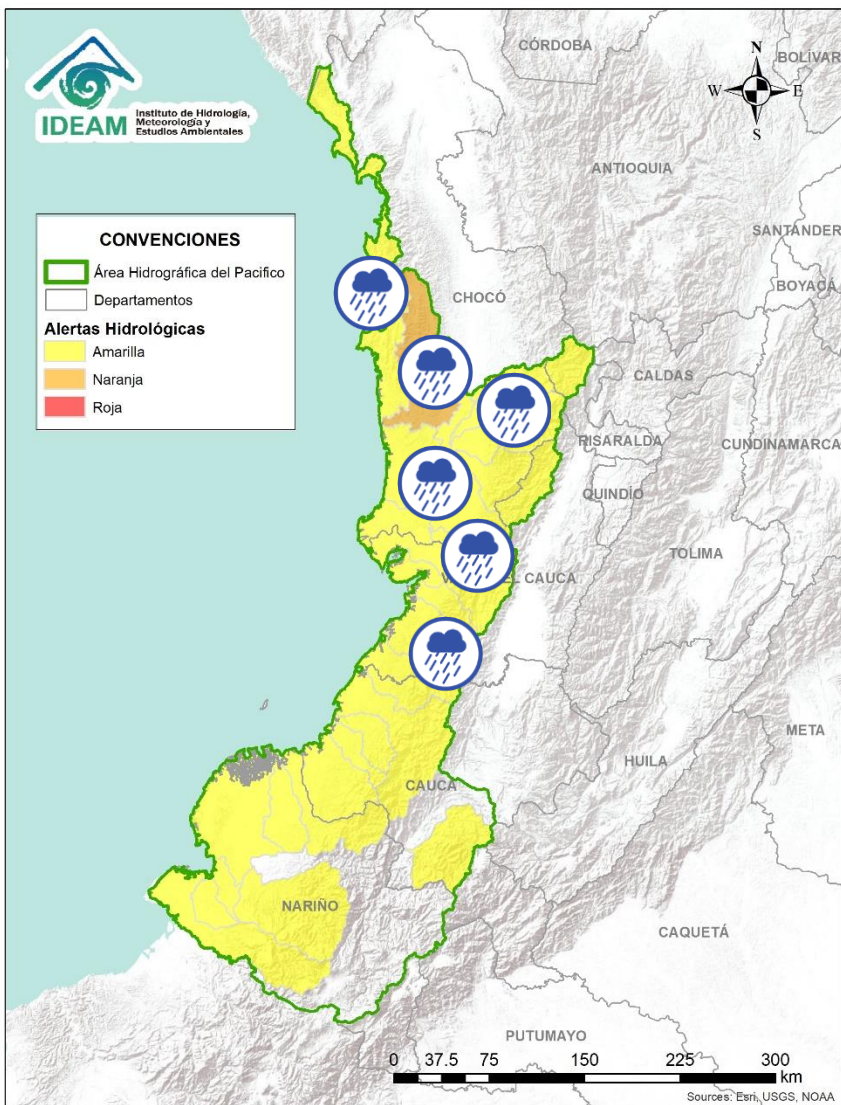 IDEAM
Instituto de Hidrología,
Meteorología y
Estudios Ambientales
N
W
E
S
CÓRDOBA
BOLÍVAR
ANTIOQUIA
SANTANDER
BOYACÁ
CHOCÓ
CALDAS
RISARALDA
CUNDINAMARCA
QUINDÍO
TOLIMA
EL CAUCA
META
HUILA
CAUCA
NARIÑO
CAQUETÁ
PUTUMAYO
CONVENCIONES
Área Hidrográfica del Pacifico
Departamentos
Alertas Hidrológicas
Amarilla
Naranja
Roja
0 37.5 75 150 225 300
km
Sources: Esri, USGS, NOAA